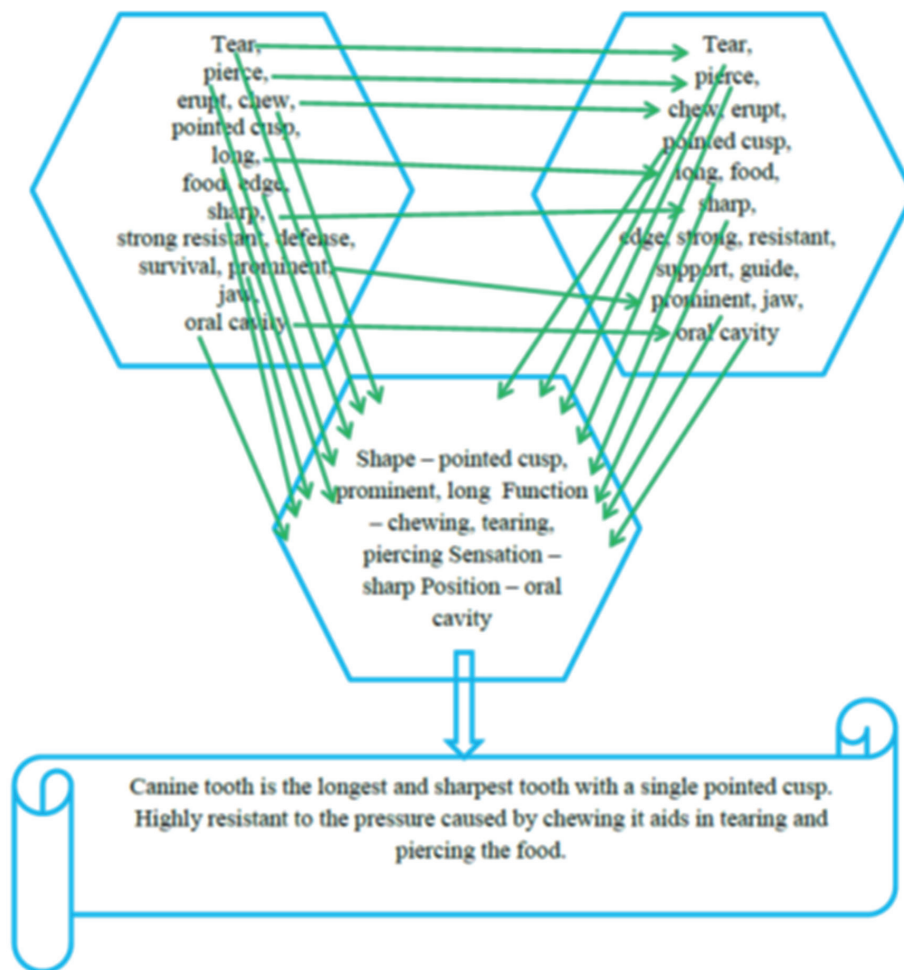 Tear,
pierce,
erupt, chew,
pointed cusp,
long,
food, edge,
sharp,
strong resistant, defense,
survival, prominent,
jaw,
oral cavity
Tear,
pierce,
chew, erupt,
pointed cusp,
long, food,
sharp,
edge, strong, resistant,
support, guide,
prominent, jaw,
oral cavity
Shape – pointed cusp,
prominent, long Function
– chewing, tearing,
piercing Sensation –
sharp Position – oral
cavity
Canine tooth is the longest and sharpest tooth with a single pointed cusp.
Highly resistant to the pressure caused by chewing it aids in tearing and
piercing the food.